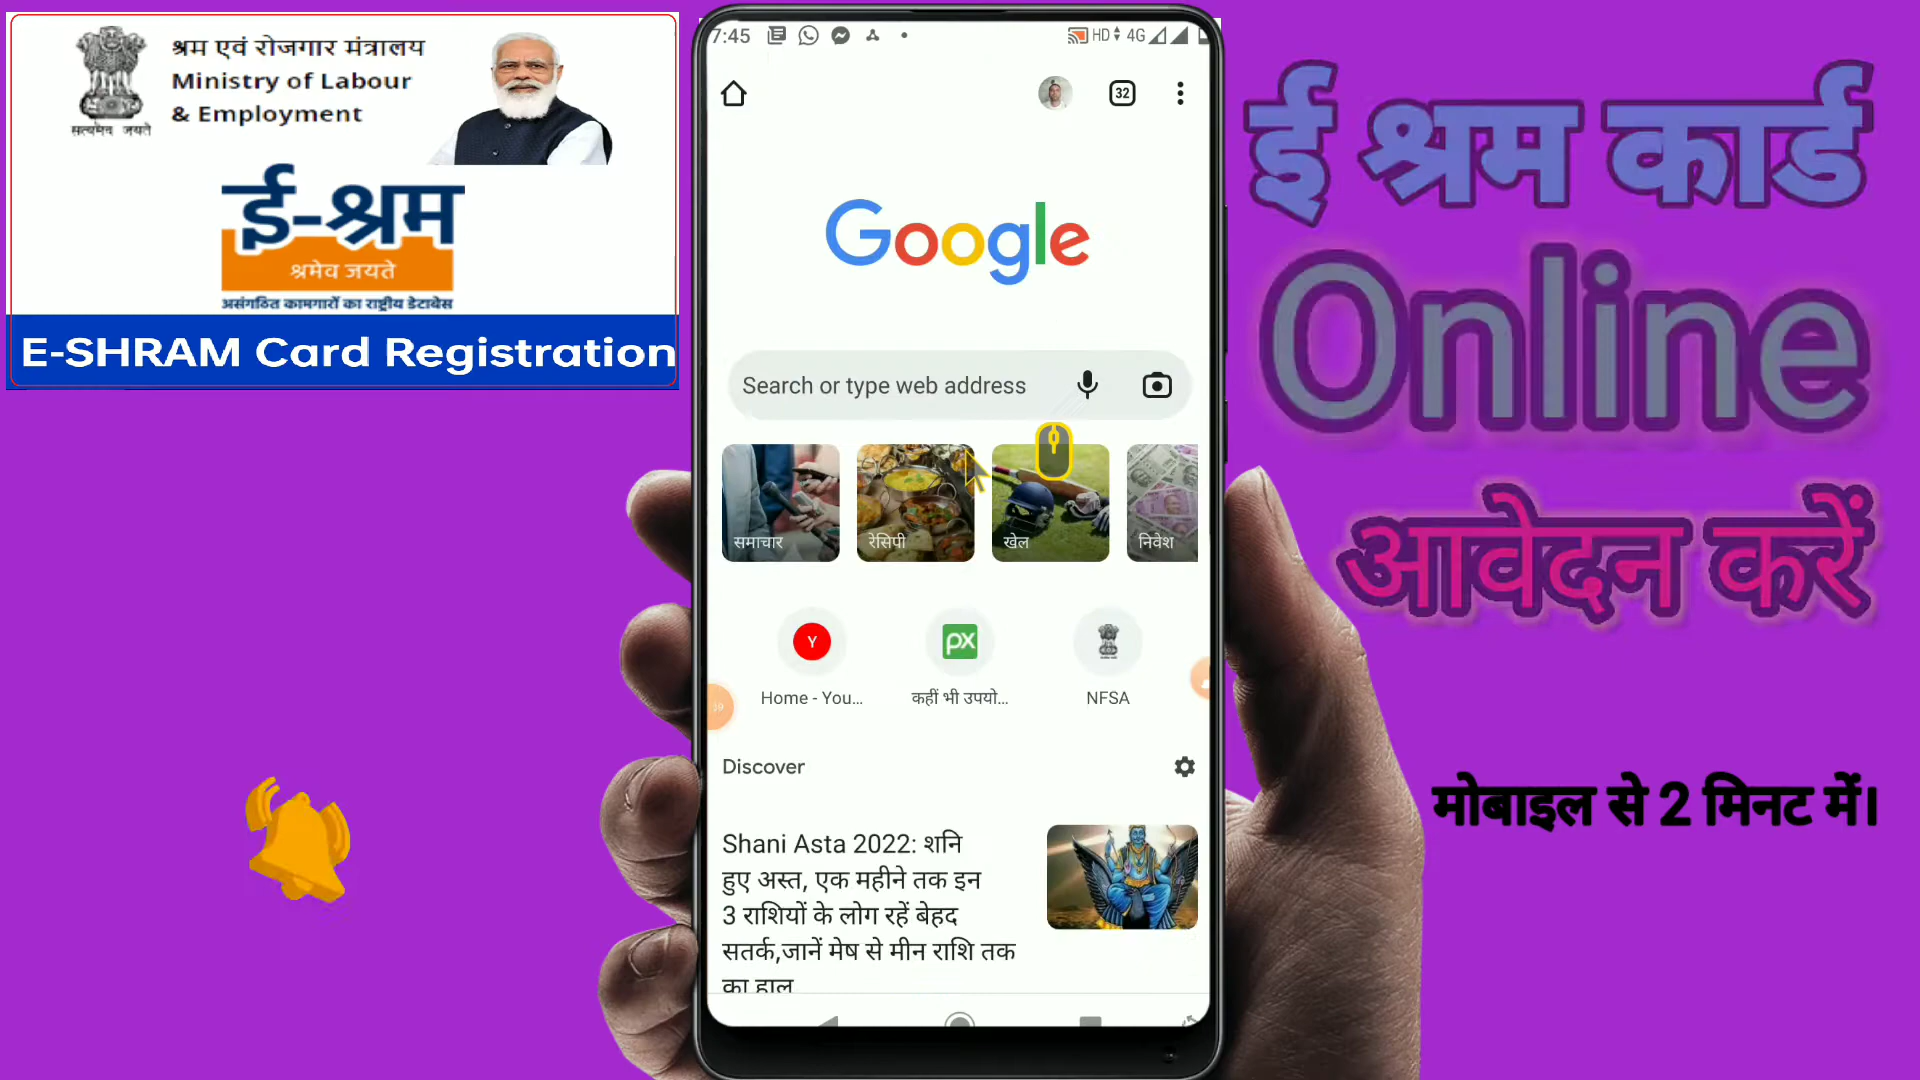 श्रम एवं रोजगार मंत्रालय
Ministry of Labour
& Employment
सत्यमेव जयते
ई-श्रम
श्रमेव जयते
असंगठित कामगारों का राष्ट्रीय डेटाबेस
E-SHRAM Card Registration
7:45
HD 4G
32
Google
Search or type web address
समाचार
रेसिपी
खेल
निवेश
Y
px
Home - You...
कहीं भी उपयो...
NFSA
Discover
Shani Asta 2022: शनि
हुए अस्त, एक महीने तक इन
3 राशियों के लोग रहें बेहद
सतर्क,जानें मेष से मीन राशि तक
का हाल
ई श्रम कार्ड
Online
आवेदन करें
मोबाइल से 2 मिनट में।